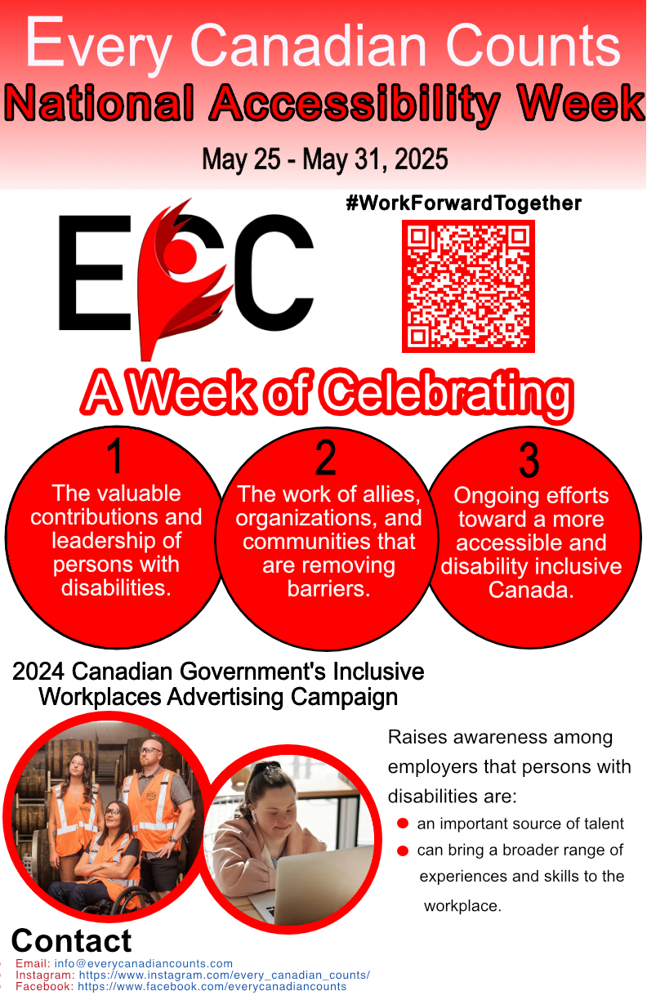 Every Canadian Counts
National Accessibility Week
May 25 - May 31, 2025
#WorkForwardTogether
ECC
A Week of Celebrating
1
The valuable
contributions and
leadership of
persons with
disabilities.
2
The work of allies,
organizations, and
communities that
are removing
barriers.
3
Ongoing efforts
toward a more
accessible and
disability inclusive
Canada.
2024 Canadian Government's Inclusive
Workplaces Advertising Campaign
Raises awareness among
employers that persons with
disabilities are:
an important source of talent
can bring a broader range of
experiences and skills to the
workplace.
Contact
Email: info@everycanadiancounts.com
Instagram: https://www.instagram.com/every_canadian_counts/
Facebook: https://www.facebook.com/everycanadiancounts